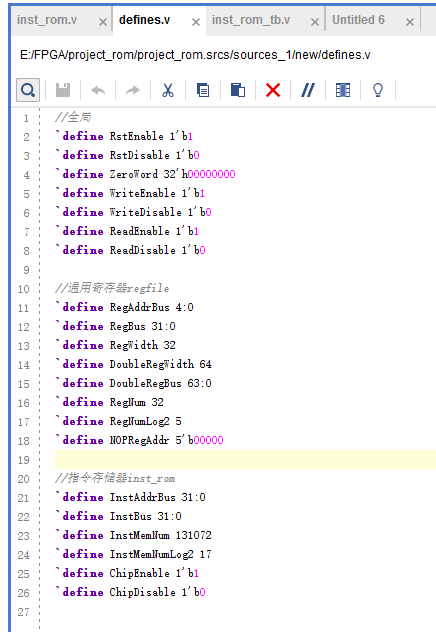 inst_rom.v × defines.v × inst_rom_tb.v × Untitled 6 ×
E:/FPGA/project_rom/project_rom.srcs/sources_1/new/defines.v
1 //全局
2 `define RstEnable 1'b1
3 `define RstDisable 1'b0
4 `define ZeroWord 32'h00000000
5 `define WriteEnable 1'b1
6 `define WriteDisable 1'b0
7 `define ReadEnable 1'b1
8 `define ReadDisable 1'b0
9
10 //通用寄存器regfile
11 `define RegAddrBus 4:0
12 `define RegBus 31:0
13 `define RegWidth 32
14 `define DoubleRegWidth 64
15 `define DoubleRegBus 63:0
16 `define RegNum 32
17 `define RegNumLog2 5
18 `define NOPRegAddr 5'b00000
19
20 //指令存储器inst_rom
21 `define InstAddrBus 31:0
22 `define InstBus 31:0
23 `define InstMemNum 131072
24 `define InstMemNumLog2 17
25 `define ChipEnable 1'b1
26 `define ChipDisable 1'b0
27